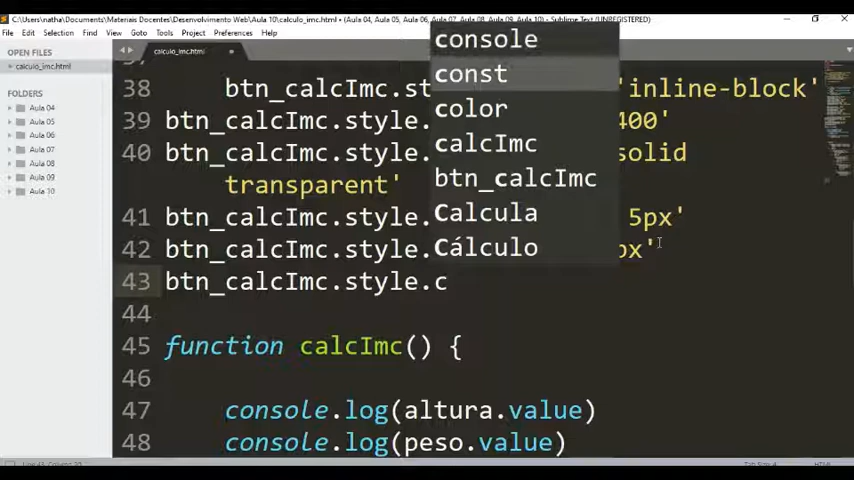 C:\Users\natha\Documents\Materiais Docentes\Desenvolvimento Web\Aula 10\calculo_imc.html • (Aula 04, Aula 05, Aula 06, Aula 07, Aula 08, Aula 09, Aula 10) - Sublime Text (UNREGISTERED)
File Edit Selection Find View Goto Tools Project Preferences Help
OPEN FILES
calculo_imc.html
FOLDERS
Aula 04
Aula 05
Aula 06
Aula 07
Aula 08
Aula 09
Aula 10
calculo_imc.html
37
38 btn_calcImc.st 'inline-block'
39 btn_calcImc.style. 400'
40 btn_calcImc.style. solid
transparent'
41 btn_calcImc.style. 5px'
42 btn_calcImc.style. px'
43 btn_calcImc.style.c
44
45 function calcImc() {
46
47 console.log(altura.value)
48 console.log(peso.value)
console
const
color
calcImc
btn_calcImc
Calcula
Cálculo
Tab Size: 4
HTML